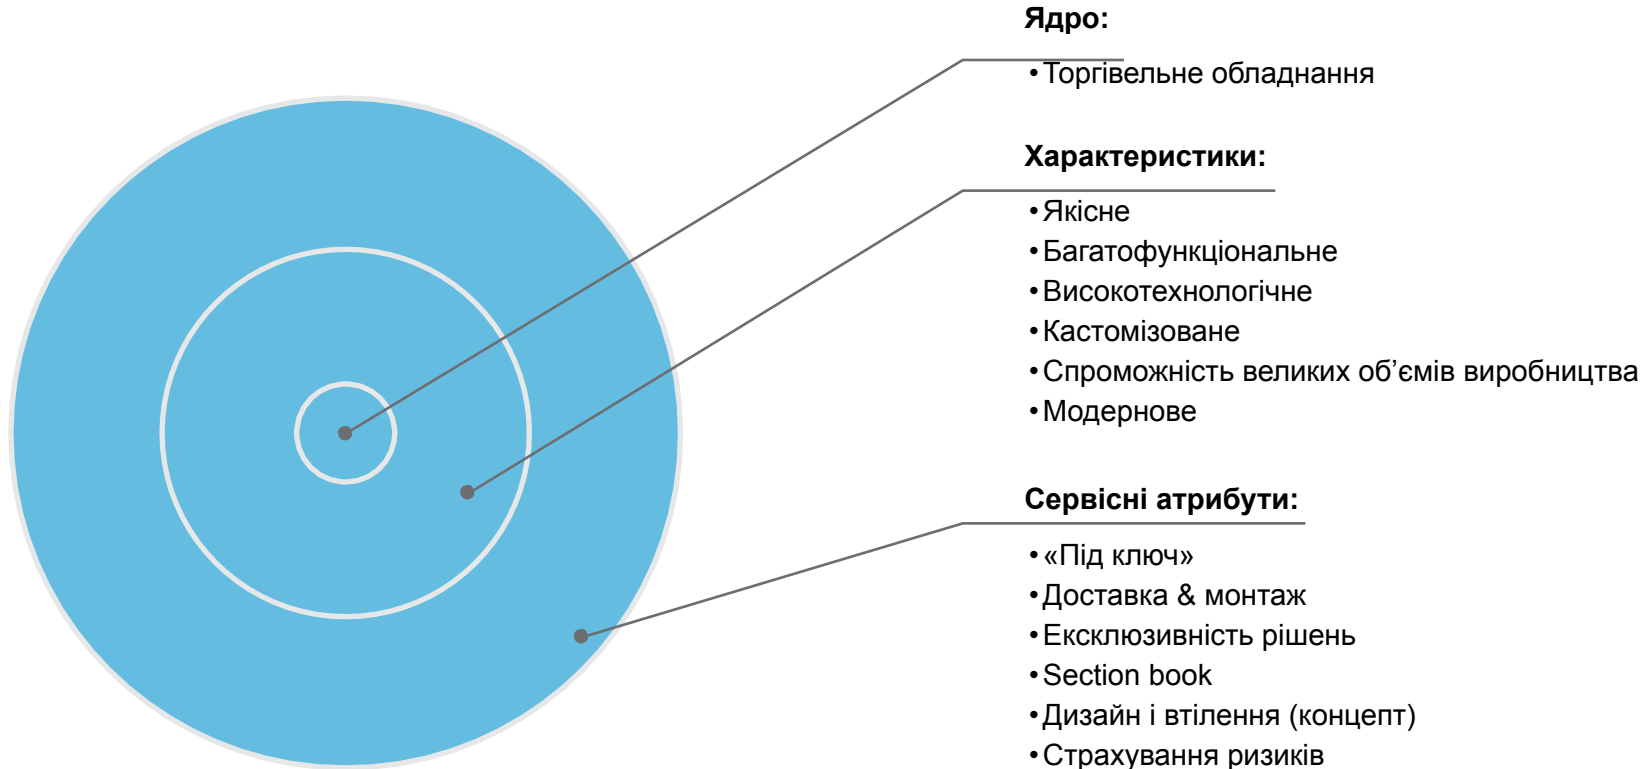 Ядро:
•Торгівельне обладнання
Характеристики:
•Якісне
•Багатофункціональне
•Високотехнологічне
•Кастомізоване
•Спроможність великих об’ємів виробництва
•Модернове
Сервісні атрибути:
•«Під ключ»
•Доставка & монтаж
•Ексклюзивність рішень
•Section book
•Дизайн і втілення (концепт)
•Страхування ризиків